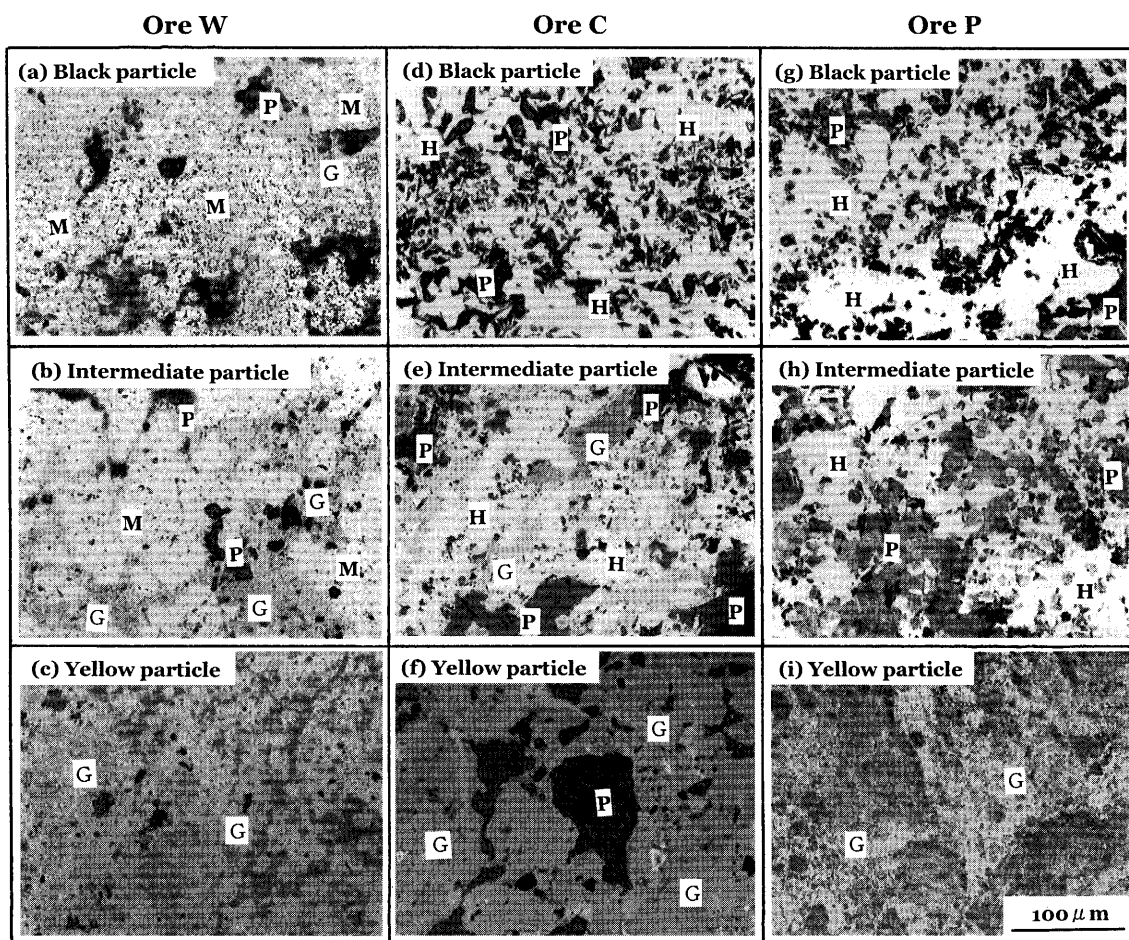 Ore W
Ore C
Ore P
(a) Black particle
P
M
G
M
M
(d) Black particle
P
H
H
P
H
(g) Black particle
P
H
H
H
P
(b) Intermediate particle
P
G
M
P
M
G
G
(e) Intermediate particle
P
P
G
H
G
H
P
P
(h) Intermediate particle
H
P
P
H
(c) Yellow particle
G
G
(f) Yellow particle
G
P
G
G
(i) Yellow particle
G
G
100 μm